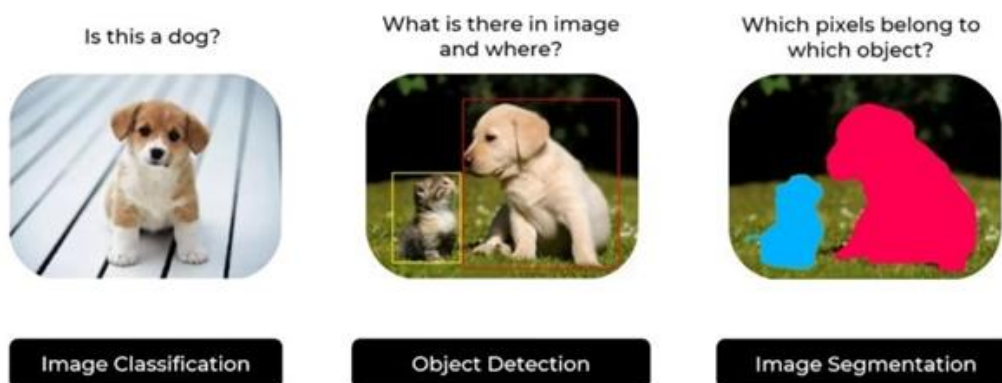 Is this a dog?
What is there in image
and where?
Which pixels belong to
which object?
Image Classification
Object Detection
Image Segmentation